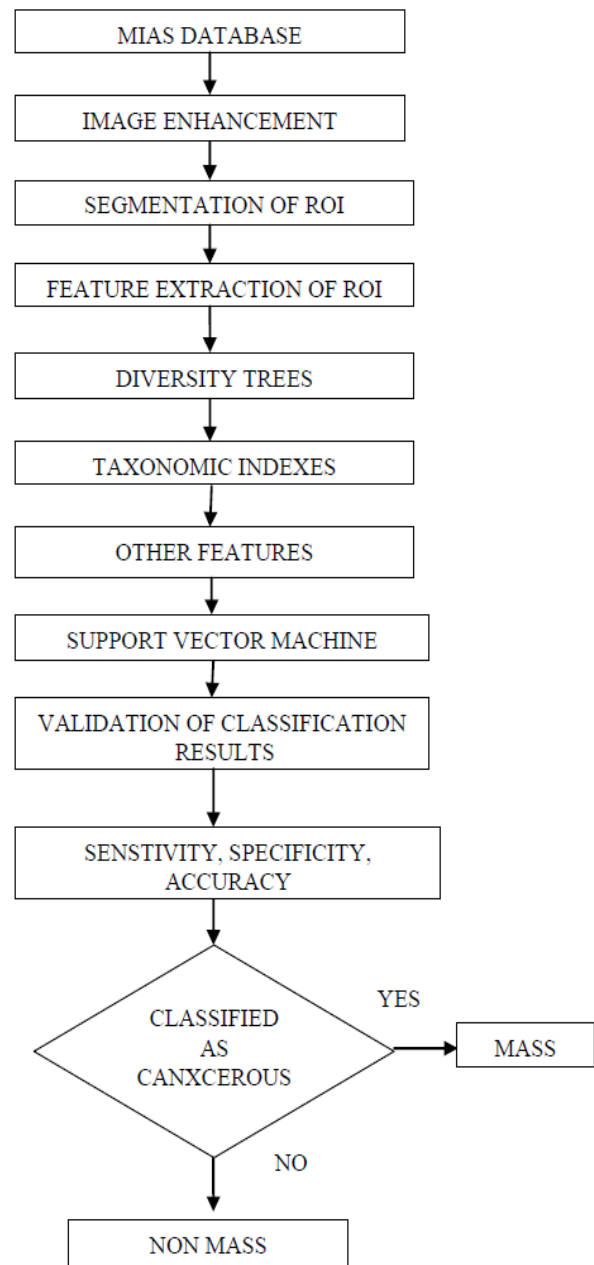 MIAS DATABASE
IMAGE ENHANCEMENT
SEGMENTATION OF ROI
FEATURE EXTRACTION OF ROI
DIVERSITY TREES
TAXONOMIC INDEXES
OTHER FEATURES
SUPPORT VECTOR MACHINE
VALIDATION OF CLASSIFICATION
RESULTS
SENSTIVITY, SPECIFICITY,
ACCURACY
CLASSIFIED
AS
CANXCEROUS
YES
MASS
NO
NON MASS